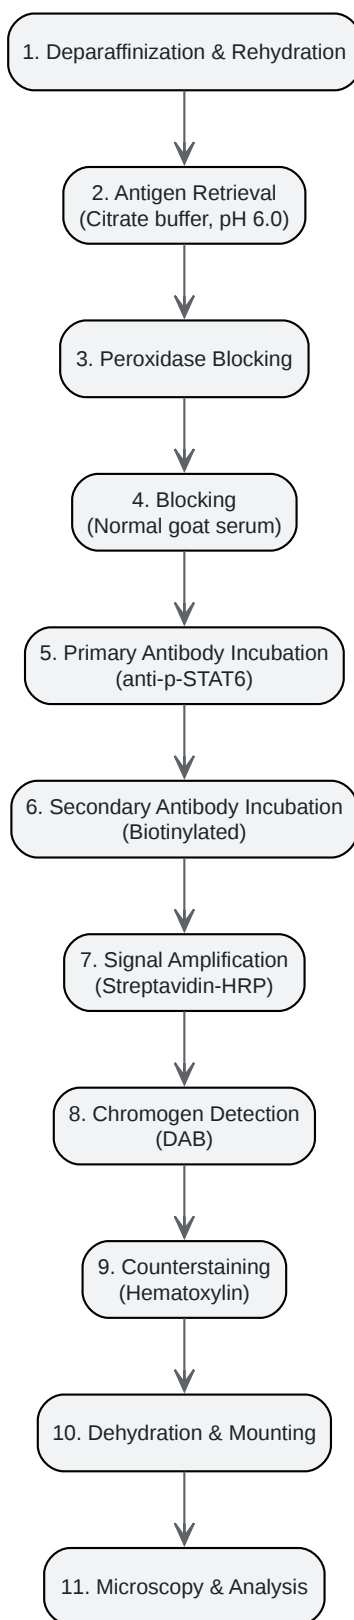 1. Deparaffinization & Rehydration
2. Antigen Retrieval
(Citrate buffer, pH 6.0)
3. Peroxidase Blocking
4. Blocking
(Normal goat serum)
5. Primary Antibody Incubation
(anti-p-STAT6)
6. Secondary Antibody Incubation
(Biotinylated)
7. Signal Amplification
(Streptavidin-HRP)
8. Chromogen Detection
(DAB)
9. Counterstaining
(Hematoxylin)
10. Dehydration & Mounting
11. Microscopy & Analysis